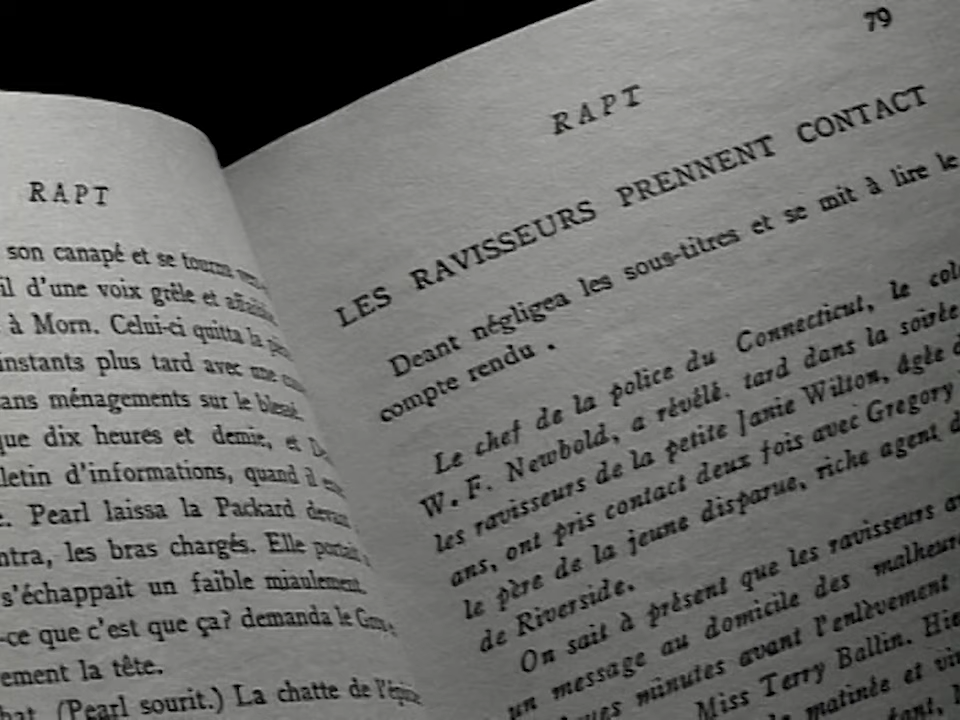 RAPT
son canapé et se tourna
il d'une voix grêle et
à Morn. Celui-ci quitta la
instants plus tard avec une
ans ménagements sur le blessé.
que dix heures et demie, et
letin d'informations, quand il
Pearl laissa la Packard devant
ntra, les bras chargés. Elle portait
s'échappait un faible miaulement.
-ce que c'est que ça? demanda le
ement la tête.
hat. (Pearl sourit.) La chatte de
79
RAPT
LES RAVISSEURS PRENNENT CONTACT
Deant négligea les sous-titres et se mit à lire le
compte rendu .
Le chef de la police du Connecticut, le col
W. F. Newbold, a révélé. tard dans la soirée
les ravisseurs de la petite Janie Wilton, âgée
ans, ont pris contact deux fois avec Gregory
le père de la jeune disparue, riche agent
de Riverside.
On sait à présent que les ravisseurs
un message au domicile des malheure
ques minutes avant l'enlèvement
Miss Terry Ballin. Hie
matinée et